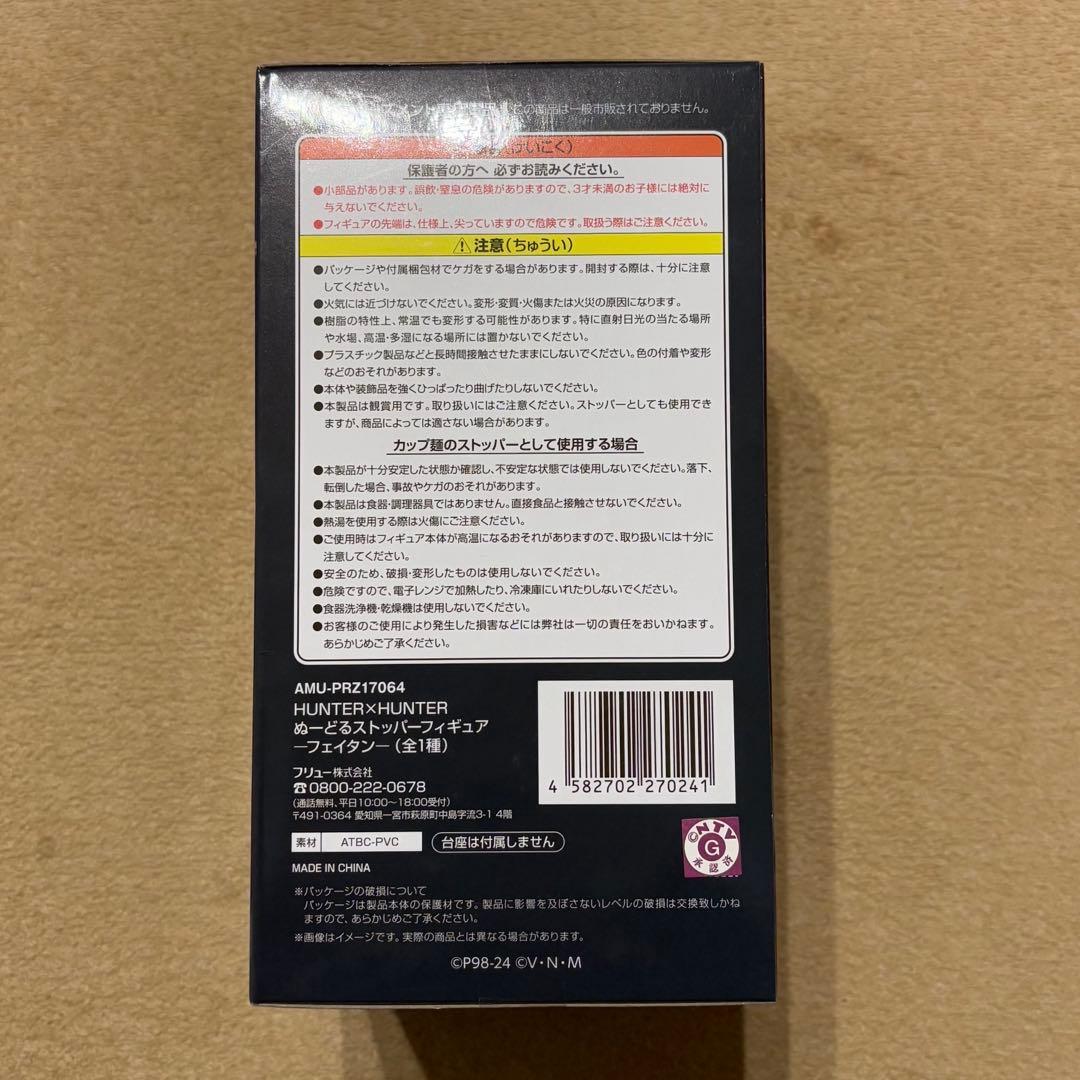 この商品は一般市販されておりません。
(けいこく)
保護者の方へ 必ずお読みください。
●小部品があります。誤飲・窒息の危険がありますので、3才未満のお子様には絶対に
与えないでください。
●フィギュアの先端は、仕様上、尖っていますので危険です。取扱う際はご注意ください。
⚠注意(ちゅうい)
●パッケージや付属梱包材でケガをする場合があります。開封する際は、十分に注意
してください。
●火気には近づけないでください。変形・変質・火傷または火災の原因になります。
●樹脂の特性上、常温でも変形する可能性があります。特に直射日光の当たる場所
や水場、高温・多湿になる場所には置かないでください。
●プラスチック製品などと長時間接触させたままにしないでください。色の付着や変形
などのおそれがあります。
●本体や装飾品を強くひっぱったり曲げたりしないでください。
●本製品は観賞用です。取り扱いにはご注意ください。ストッパーとしても使用でき
ますが、商品によっては適さない場合があります。
カップ麺のストッパーとして使用する場合
●本製品が十分安定した状態か確認し、不安定な状態では使用しないでください。落下、
転倒した場合、事故やケガのおそれがあります。
●本製品は食器・調理器具ではありません。直接食品と接触させないでください。
●熱湯を使用する際は火傷にご注意ください。
●ご使用時はフィギュア本体が高温になるおそれがありますので、取り扱いには十分に
注意してください。
●安全のため、破損・変形したものは使用しないでください。
●危険ですので、電子レンジで加熱したり、冷凍庫にいれたりしないでください。
●食器洗浄機・乾燥機は使用しないでください。
●お客様のご使用により発生した損害などには弊社は一切の責任をおいかねます。
あらかじめご了承ください。
AMU-PRZ17064
HUNTER×HUNTER
ぬーどるストッパーフィギュア
―フェイタン―(全1種)
フリュー株式会社
☎0800-222-0678
(通話無料、平日10:00~18:00受付)
〒491-0364 愛知県一宮市萩原町中島字流3-1 4階
4 582702 270241
素材 ATBC-PVC 台座は付属しません
©NTV
G
承認済
MADE IN CHINA
※パッケージの破損について
パッケージは製品本体の保護材です。製品に影響を及ぼさないレベルの破損は交換致しかね
ますので、あらかじめご了承ください。
※画像はイメージです。実際の商品とは異なる場合があります。
©P98-24 ©V・N・M